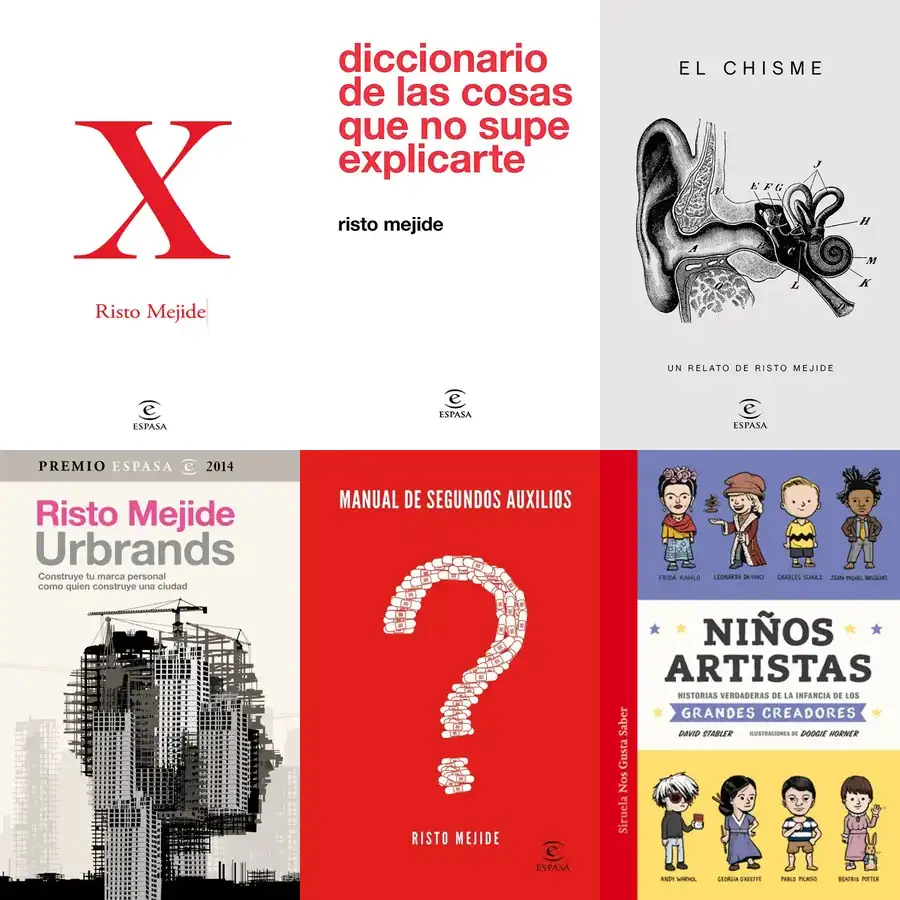 X
Risto Mejide
e
ESPASA
diccionario
de las cosas
que no supe
explicarte
risto mejide
e
ESPASA
EL CHISME
J
E F G
N
H
A
C
M
L
K
O
D
UN RELATO DE RISTO MEJIDE
e
ESPASA
PREMIO ESPASA e 2014
Risto Mejide
Urbrands
Construye tu marca personal
como quien construye una ciudad
MANUAL DE SEGUNDOS AUXILIOS
?
RISTO MEJIDE
e
ESPASA
Siruela Nos Gusta Saber
FRIDA KAHLO
LEONARDO DA VINCI
CHARLES SCHULZ
JEAN-MICHEL BASQUIAT
NIÑOS
ARTISTAS
HISTORIAS VERDADERAS DE LA INFANCIA DE LOS
GRANDES CREADORES
DAVID STABLER
ILUSTRACIONES DE DOOGIE HORNER
ANDY WARHOL
GEORGIA O'KEEFFE
PABLO PICASSO
BEATRIX POTTER